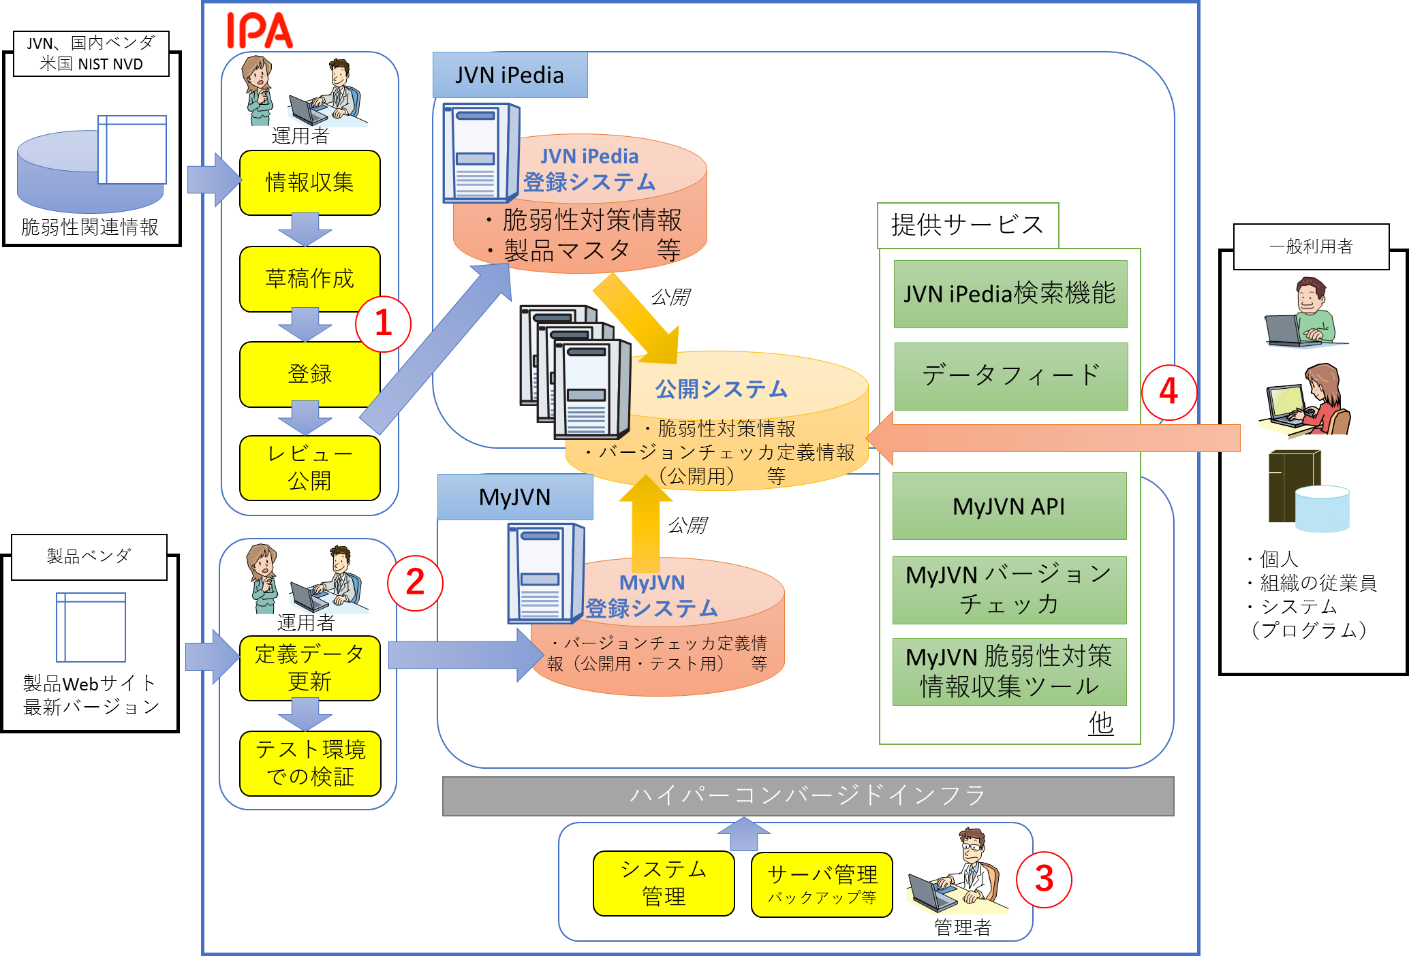 IPA
JVN、国内ベンダ
米国 NIST NVD
脆弱性関連情報
運用者
情報収集
草稿作成
登録
レビュー
公開
①
JVN iPedia
JVN iPedia
登録システム
・脆弱性対策情報
・製品マスタ 等
公開
公開システム
・脆弱性対策情報
・バージョンチェッカ定義情報
（公開用） 等
提供サービス
JVN iPedia検索機能
データフィード
MyJVN API
MyJVN バージョン
チェッカ
MyJVN 脆弱性対策
情報収集ツール
他
④
一般利用者
・個人
・組織の従業員
・システム
（プログラム）
製品ベンダ
製品Webサイト
最新バージョン
運用者
定義データ
更新
テスト環境
での検証
②
MyJVN
公開
MyJVN
登録システム
・バージョンチェッカ定義情
報（公開用・テスト用） 等
ハイパーコンバージドインフラ
システム
管理
サーバ管理
バックアップ等
管理者
③